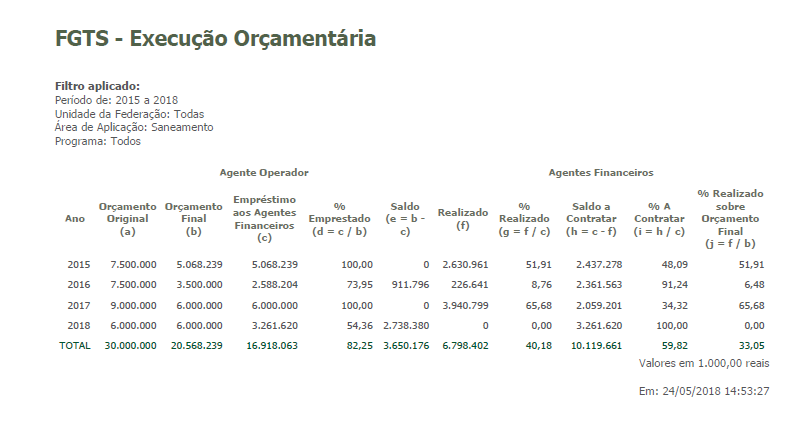 FGTS - Execução Orçamentária
Filtro aplicado:
Período de: 2015 a 2018
Unidade da Federação: Todas
Área de Aplicação: Saneamento
Programa: Todos
Agente Operador Agentes Financeiros
Ano Orçamento Original (a) Orçamento Final (b) Empréstimo aos Agentes Financeiros (c) % Emprestado (d = c / b) Saldo (e = b - c) Realizado (f) % Realizado (g = f / c) Saldo a Contratar (h = c - f) % A Contratar (i = h / c) % Realizado sobre Orçamento Final (j = f / b)
2015 7.500.000 5.068.239 5.068.239 100,00 0 2.630.961 51,91 2.437.278 48,09 51,91
2016 7.500.000 3.500.000 2.588.204 73,95 911.796 226.641 8,76 2.361.563 91,24 6,48
2017 9.000.000 6.000.000 6.000.000 100,00 0 3.940.799 65,68 2.059.201 34,32 65,68
2018 6.000.000 6.000.000 3.261.620 54,36 2.738.380 0 0,00 3.261.620 100,00 0,00
TOTAL 30.000.000 20.568.239 16.918.063 82,25 3.650.176 6.798.402 40,18 10.119.661 59,82 33,05
Valores em 1.000,00 reais
Em: 24/05/2018 14:53:27